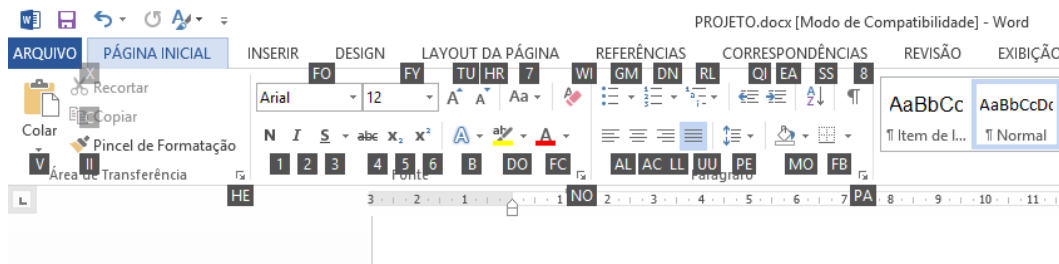 PROJETO.docx [Modo de Compatibilidade] - Word
ARQUIVO PÁGINA INICIAL INSERIR DESIGN LAYOUT DA PÁGINA REFERÊNCIAS CORRESPONDÊNCIAS REVISÃO EXIBIÇÃO
X FO FY TU HR 7 WI GM DN RL QI EA SS 8
Recortar
Arial 12 A A Aa
C Copiar
AaBbCc AaBbCcDc
Colar
N I S abc X₂ X² A ab A
¶ Item de l... ¶ Normal
Pincel de Formatação
V II 1 2 3 4 5 6 B DO FC AL AC LL UU PE MO FB
Área de Transferência Fonte Parágrafo
HE NO PA
3 2 1 1 2 3 4 5 6 7 8 9 10 11